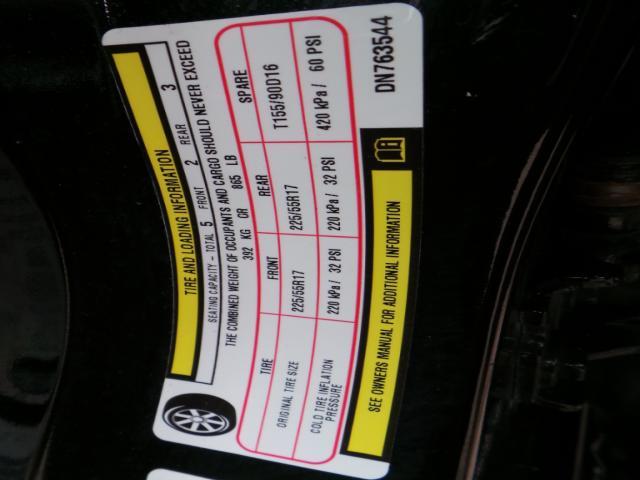 TIRE AND LOADING INFORMATION
SEATING CAPACITY - TOTAL 5 FRONT 2 REAR 3
THE COMBINED WEIGHT OF OCCUPANTS AND CARGO SHOULD NEVER EXCEED
392 KG OR 865 LB
TIRE FRONT REAR SPARE
ORIGINAL TIRE SIZE 225/55R17 225/55R17 T155/90D16
COLD TIRE INFLATION PRESSURE 220 kPa/ 32 PSI 220 kPa/ 32 PSI 420 kPa/ 60 PSI
SEE OWNERS MANUAL FOR ADDITIONAL INFORMATION
DN763544